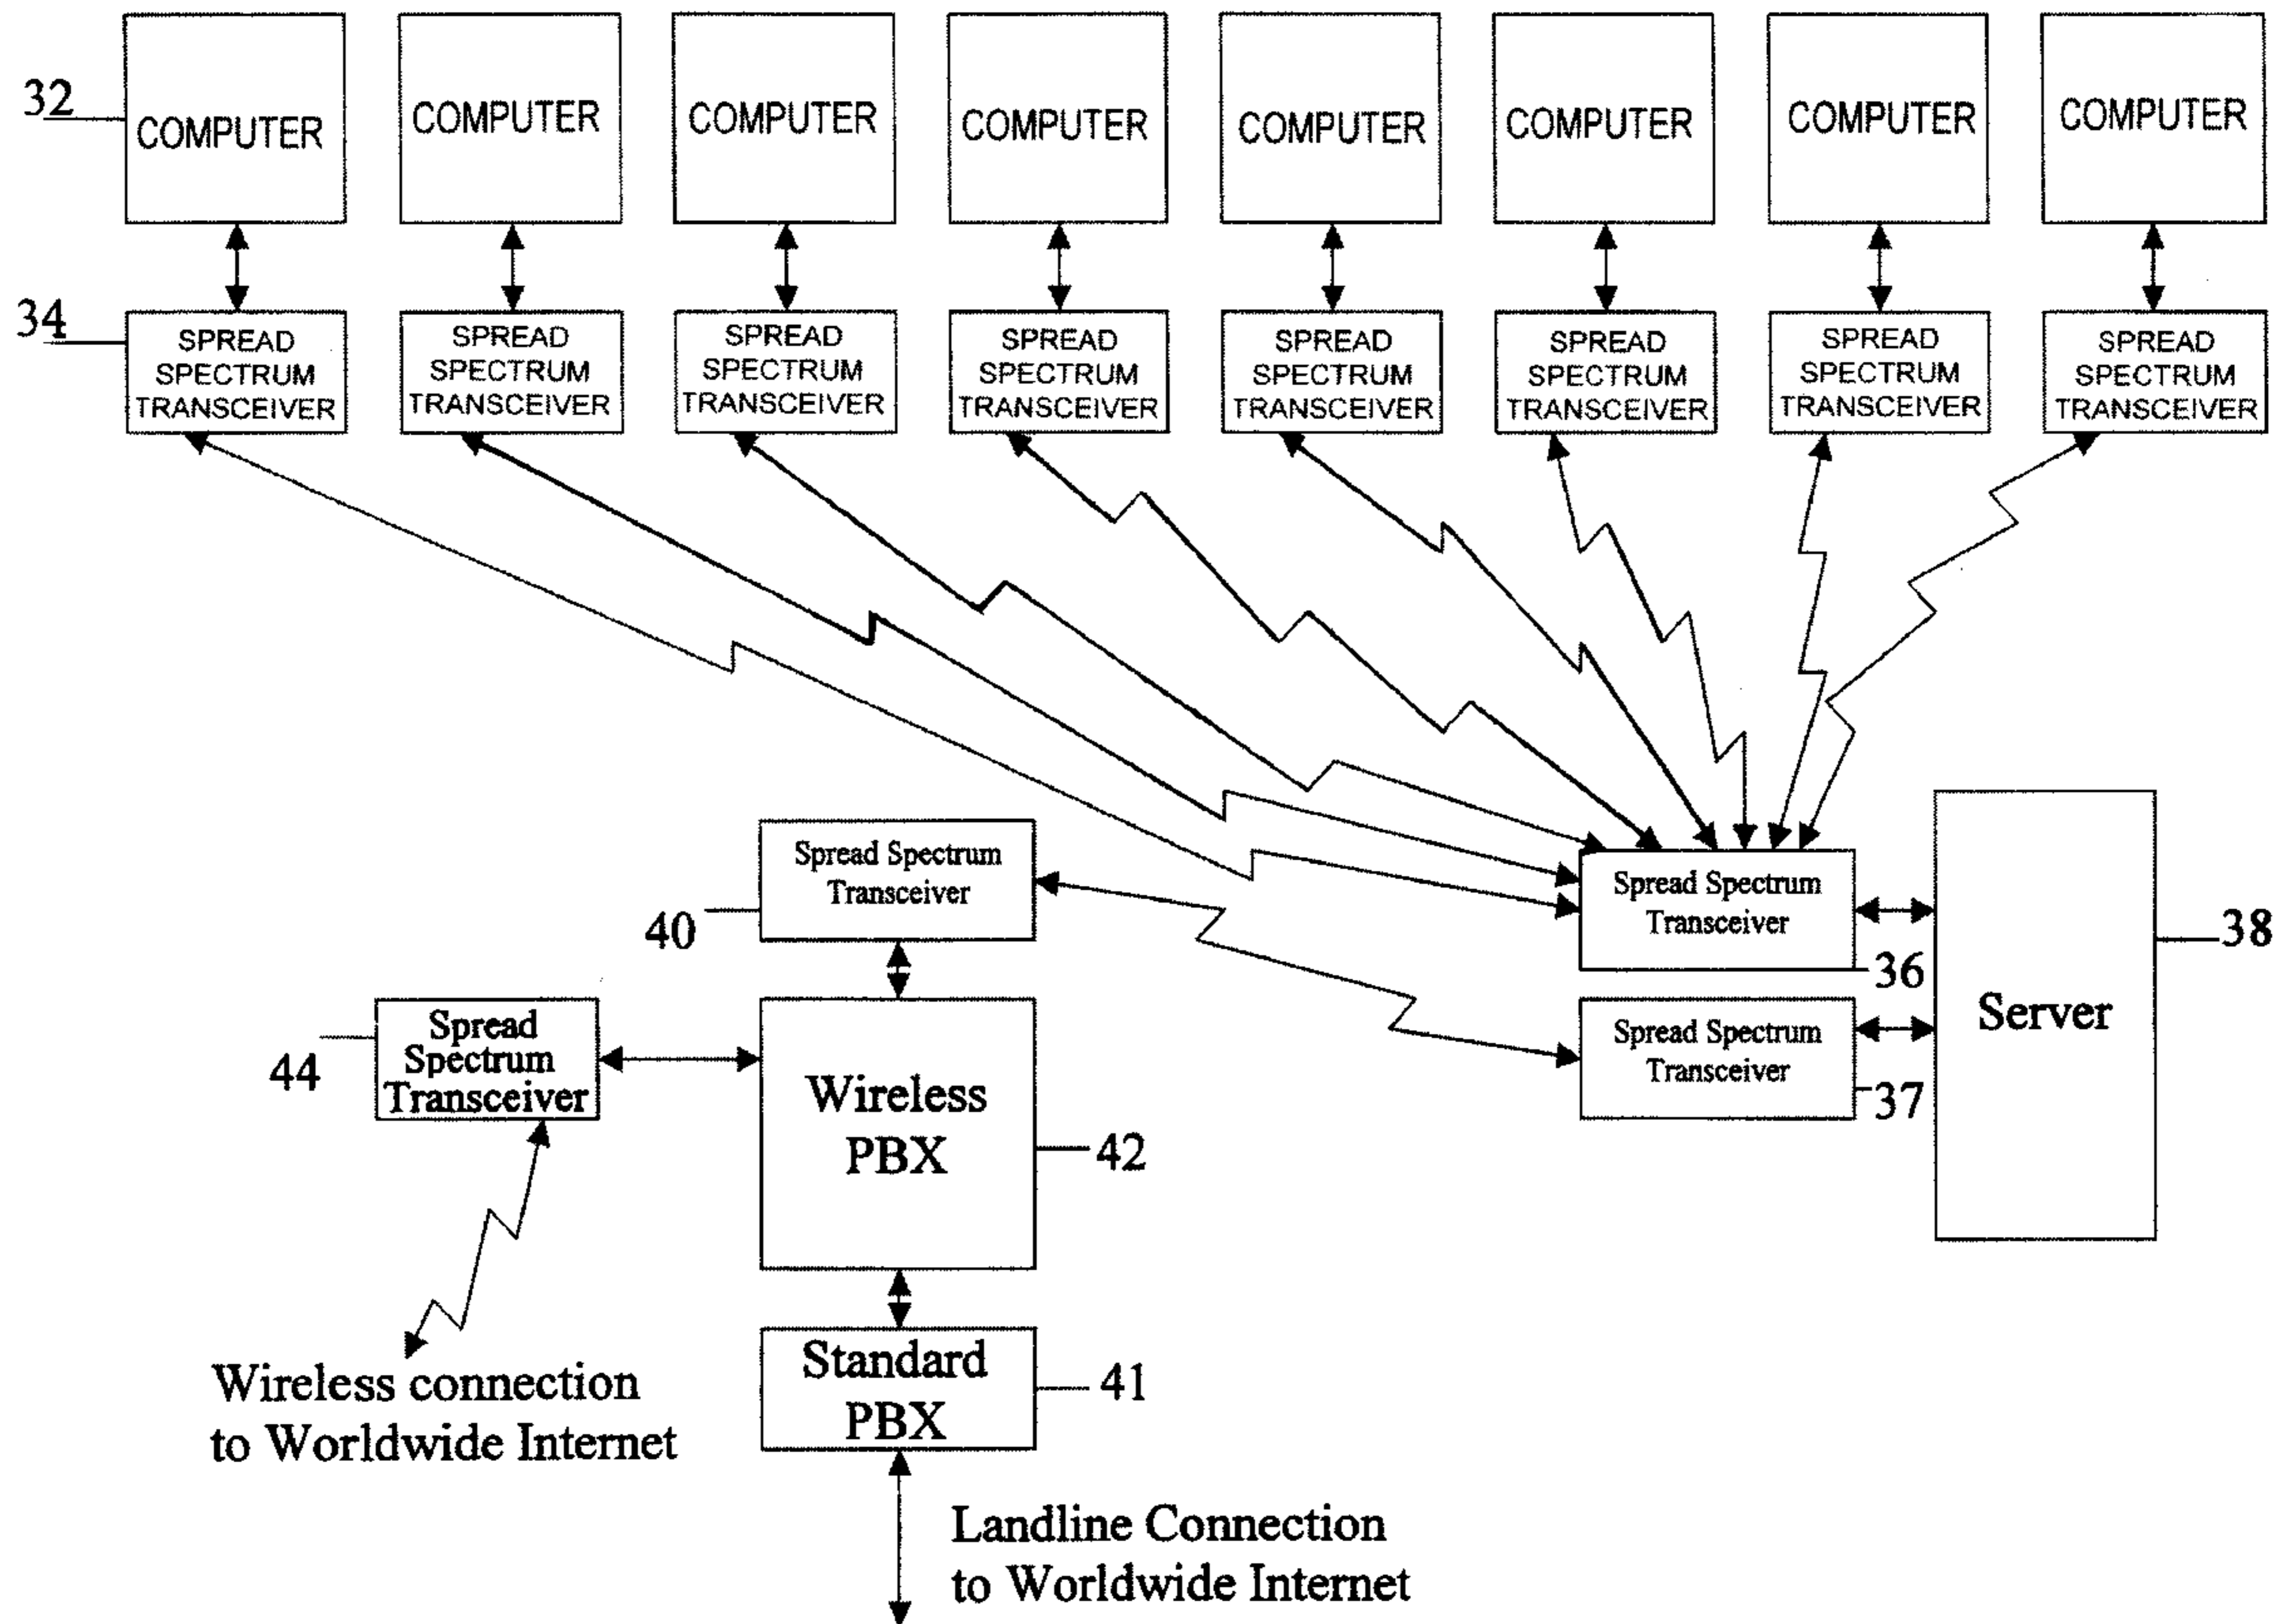 32
COMPUTER
COMPUTER
COMPUTER
COMPUTER
COMPUTER
COMPUTER
COMPUTER
COMPUTER
34
SPREAD
SPECTRUM
TRANSCEIVER
SPREAD
SPECTRUM
TRANSCEIVER
SPREAD
SPECTRUM
TRANSCEIVER
SPREAD
SPECTRUM
TRANSCEIVER
SPREAD
SPECTRUM
TRANSCEIVER
SPREAD
SPECTRUM
TRANSCEIVER
SPREAD
SPECTRUM
TRANSCEIVER
SPREAD
SPECTRUM
TRANSCEIVER
Spread Spectrum
Transceiver
40
Spread Spectrum
Transceiver
36
38
Server
Spread Spectrum
Transceiver
37
44
Spread
Spectrum
Transceiver
Wireless
PBX
42
Standard
PBX
41
Wireless connection
to Worldwide Internet
Landline Connection
to Worldwide Internet